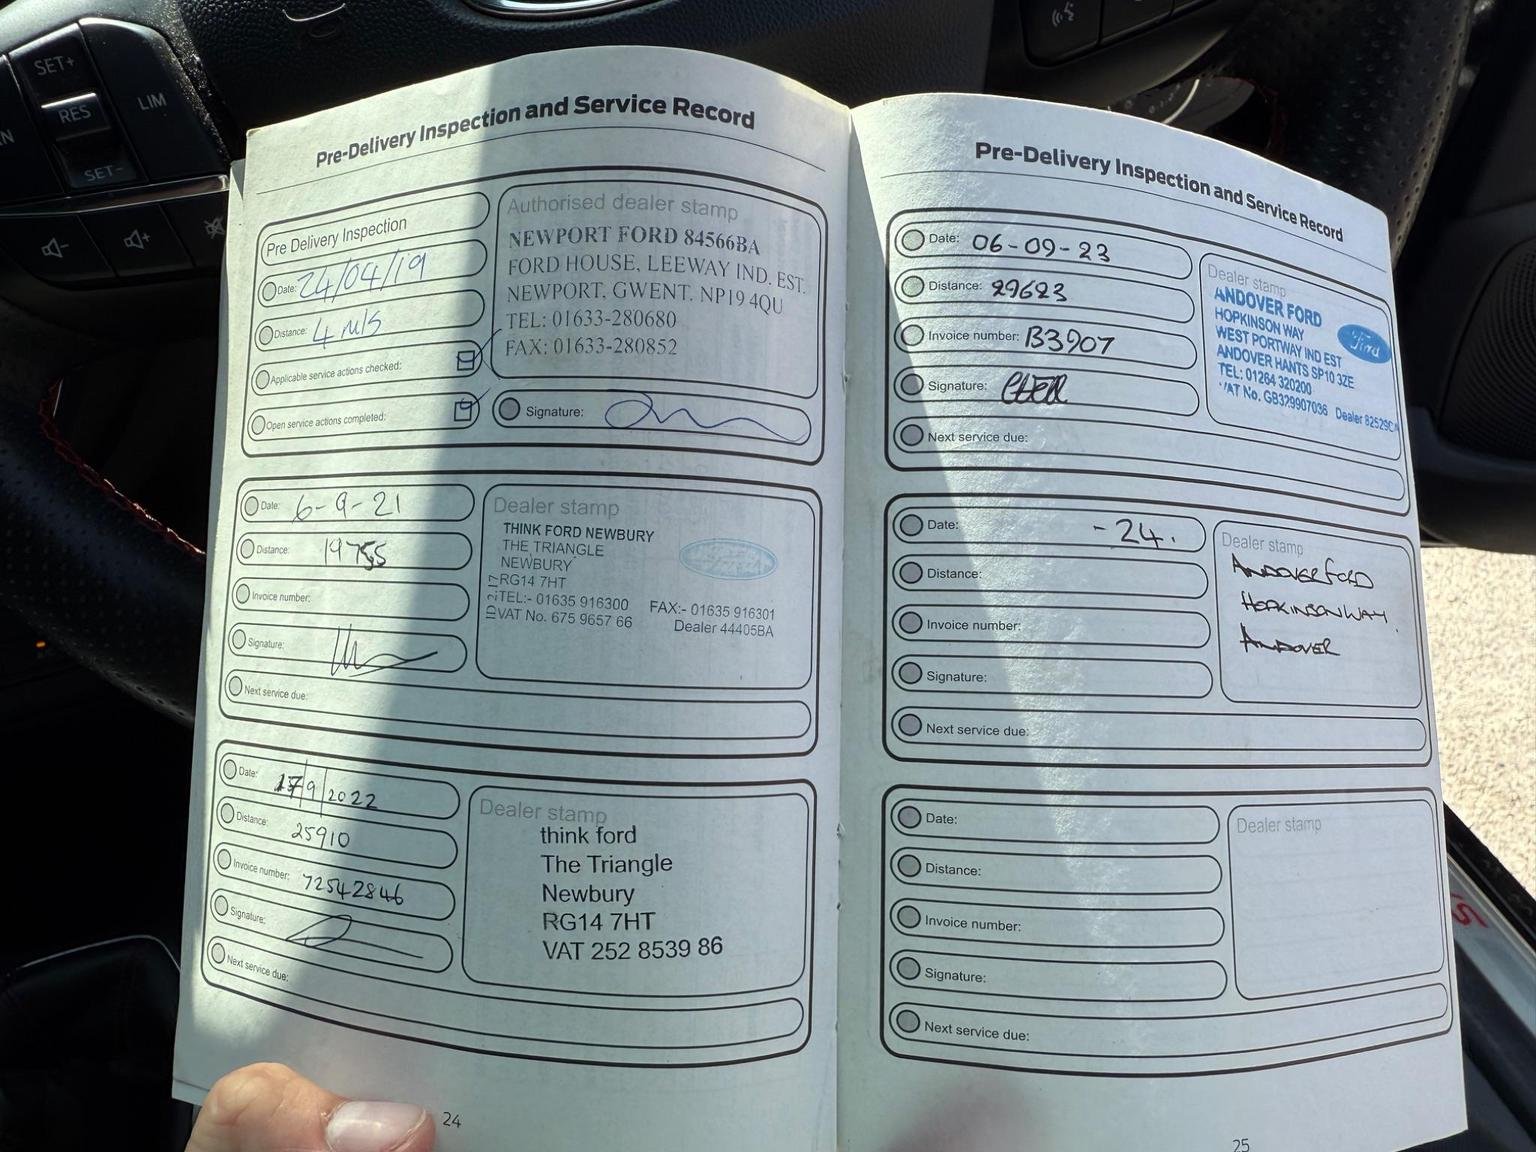 SET+
RES
LIM
SET-
Pre-Delivery Inspection and Service Record
Pre Delivery Inspection
Date: 24/04/19
Distance: 4 m/s
Applicable service actions checked:
Open service actions completed:
Authorised dealer stamp
NEWPORT FORD 84566BA
FORD HOUSE, LEEWAY IND. EST.
NEWPORT, GWENT. NP19 4QU
TEL: 01633-280680
FAX: 01633-280852
Signature:
Date: 6-9-21
Distance: 19755
Invoice number:
Signature:
Next service due:
Dealer stamp
THINK FORD NEWBURY
THE TRIANGLE
NEWBURY
RG14 7HT
TEL:- 01635 916300 FAX:- 01635 916301
VAT No. 675 9657 66 Dealer 44405BA
Date: 17/9/2022
Distance: 25910
Invoice number: 72542846
Signature:
Next service due:
Dealer stamp
think ford
The Triangle
Newbury
RG14 7HT
VAT 252 8539 86
24
Pre-Delivery Inspection and Service Record
Date: 06-09-23
Distance: 29623
Invoice number: B3907
Signature:
Next service due:
Dealer stamp
ANDOVER FORD
HOPKINSON WAY
WEST PORTWAY IND EST
ANDOVER HANTS SP10 3ZE
TEL: 01264 320200
VAT No. GB329907036 Dealer 82529C
Ford
Date: -24.
Distance:
Invoice number:
Signature:
Next service due:
Dealer stamp
ANDOVER FORD
HOPKINSON WAY.
ANDOVER
Date:
Distance:
Invoice number:
Signature:
Next service due:
Dealer stamp
25